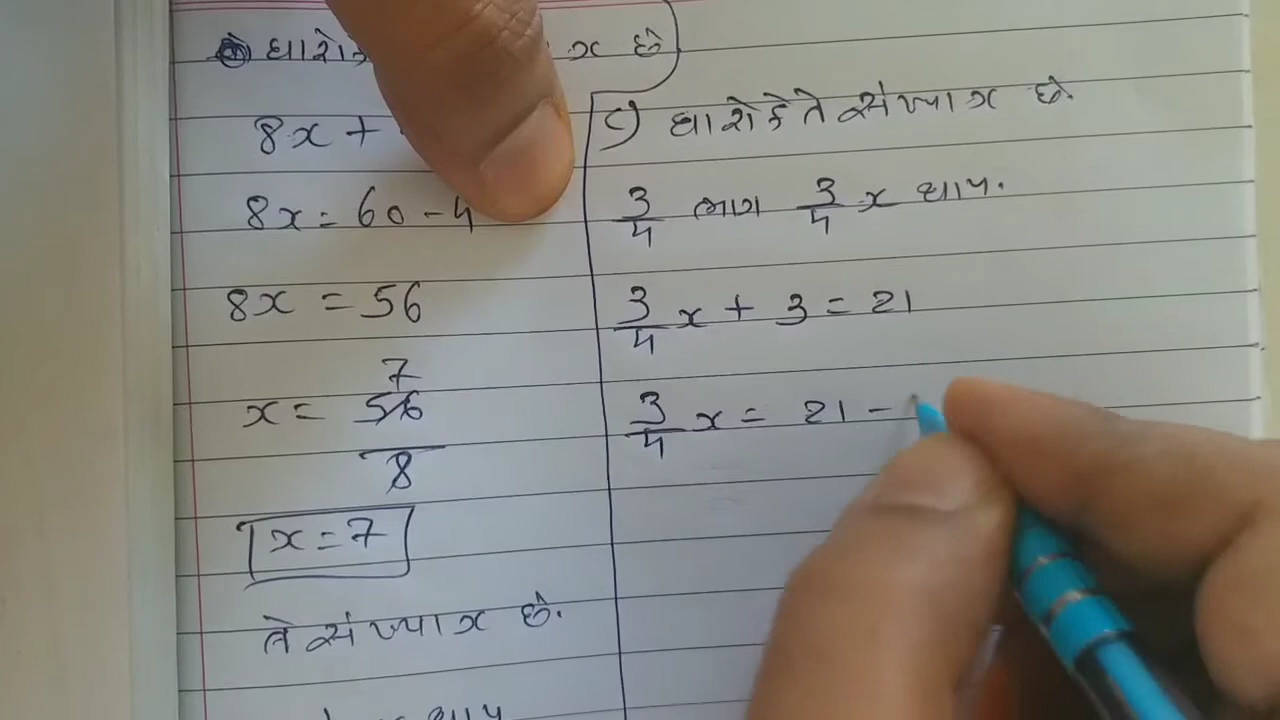 ધારોકે x છે
8x +
8x = 60 - 4
8x = 56
7
x = 56
8
x = 7
તે સંખ્યા x છે.
c) ધારોકે તે સંખ્યા x છે.
3/4 ભાગ 3/4 x થાય.
3/4 x + 3 = 21
3/4 x = 21 -